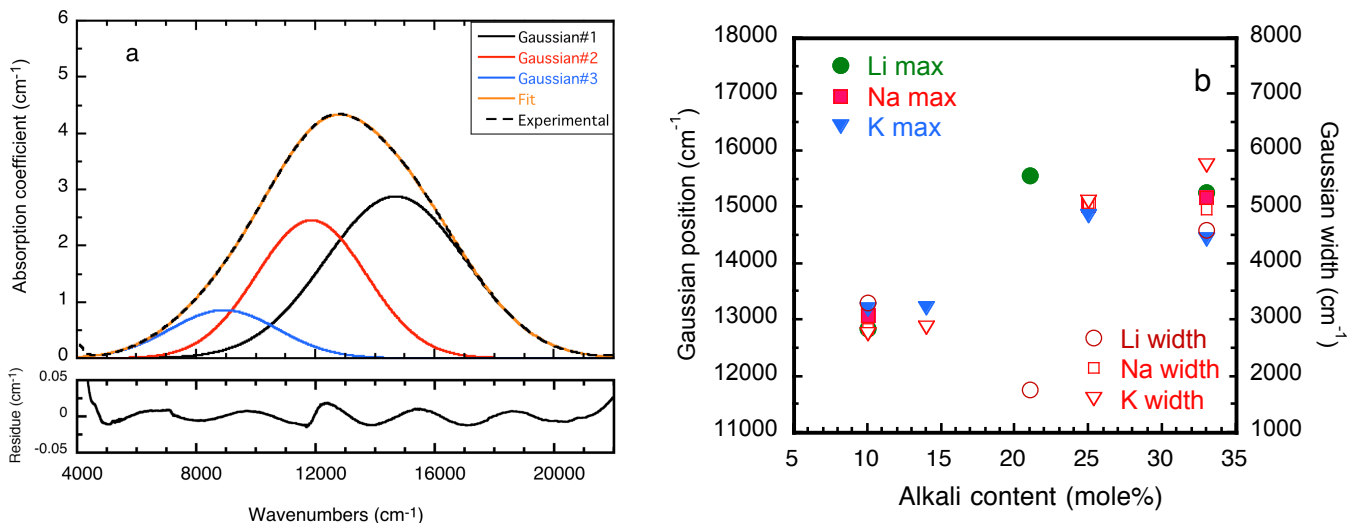 a
Absorption coefficient (cm-1)
6
5
4
3
2
1
0
Gaussian#1
Gaussian#2
Gaussian#3
Fit
Experimental
Residue (cm-1)
0.05
0
-0.05
4000 8000 12000 16000 20000
Wavenumbers (cm-1)
b
Gaussian position (cm-1)
18000
17000
16000
15000
14000
13000
12000
11000
Li max
Na max
K max
Li width
Na width
K width
8000
7000
6000
5000
4000
3000
2000
1000
Gaussian width (cm-1)
5 10 15 20 25 30 35
Alkali content (mole%)